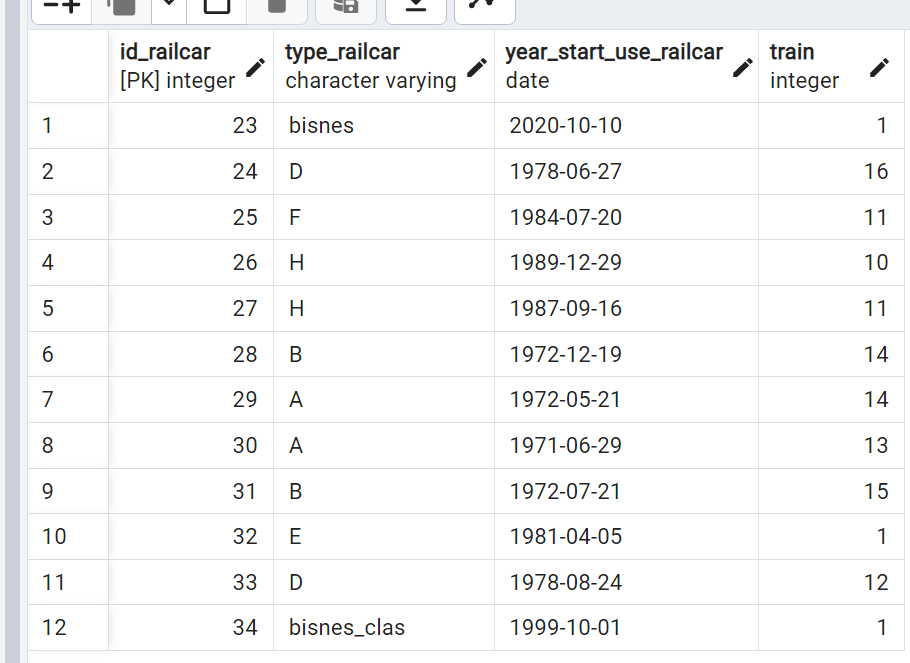 id_railcar type_railcar year_start_use_railcar train
[PK] integer character varying date integer
1 23 bisnes 2020-10-10 1
2 24 D 1978-06-27 16
3 25 F 1984-07-20 11
4 26 H 1989-12-29 10
5 27 H 1987-09-16 11
6 28 B 1972-12-19 14
7 29 A 1972-05-21 14
8 30 A 1971-06-29 13
9 31 B 1972-07-21 15
10 32 E 1981-04-05 1
11 33 D 1978-08-24 12
12 34 bisnes_clas 1999-10-01 1